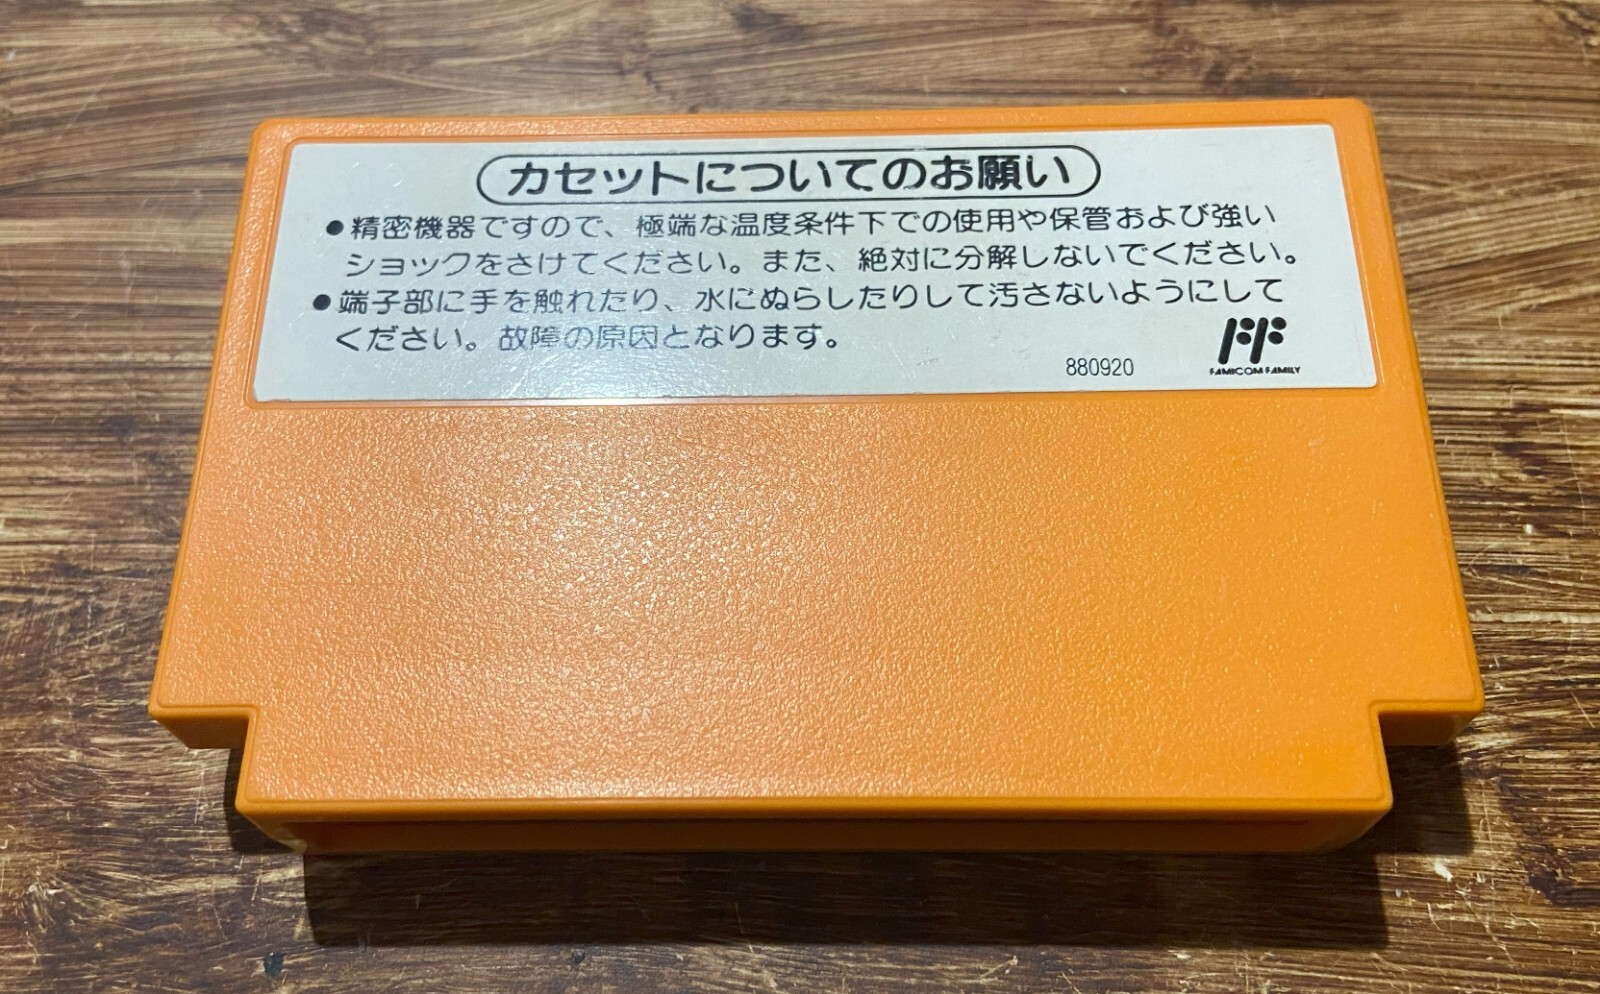 カセットについてのお願い
●精密機器ですので、極端な温度条件下での使用や保管および強い
ショックをさけてください。また、絶対に分解しないでください。
●端子部に手を触れたり、水にぬらしたりして汚さないようにして
ください。故障の原因となります。
880920
FF
FAMICOM FAMILY